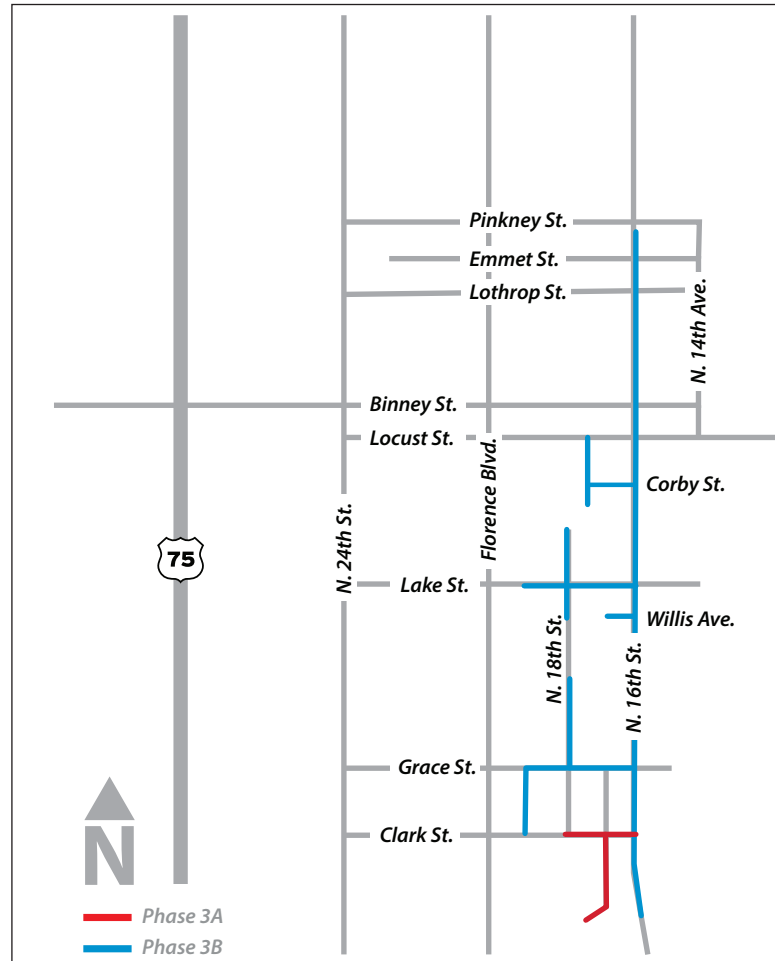 Pinkney St.
Emmet St.
Lothrop St.
N. 14th Ave.
Binney St.
Locust St.
Florence Blvd.
Corby St.
N. 24th St.
75
Lake St.
Willis Ave.
N. 18th St.
N. 16th St.
Grace St.
Clark St.
N
Phase 3A
Phase 3B